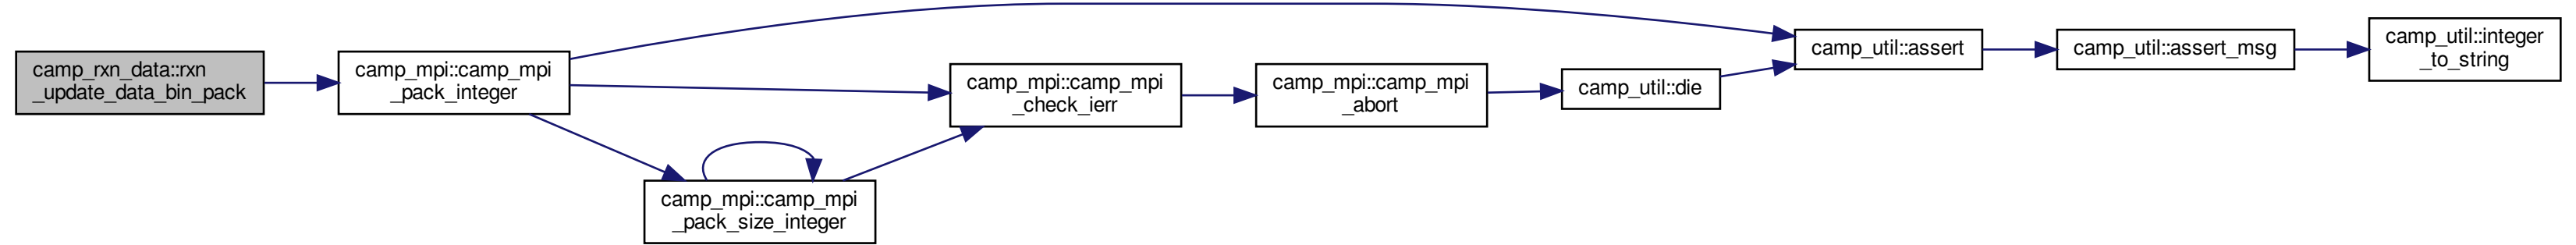 camp_rxn_data::rxn
_update_data_bin_pack
camp_mpi::camp_mpi
_pack_integer
camp_mpi::camp_mpi
_pack_size_integer
camp_mpi::camp_mpi
_check_ierr
camp_mpi::camp_mpi
_abort
camp_util::die
camp_util::assert
camp_util::assert_msg
camp_util::integer
_to_string